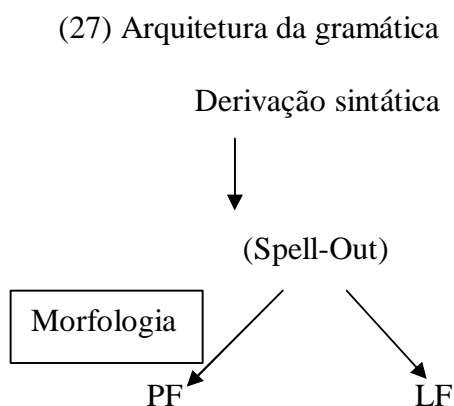 (27) Arquitetura da gramática
Derivação sintática
(Spell-Out)
Morfologia
PF
LF